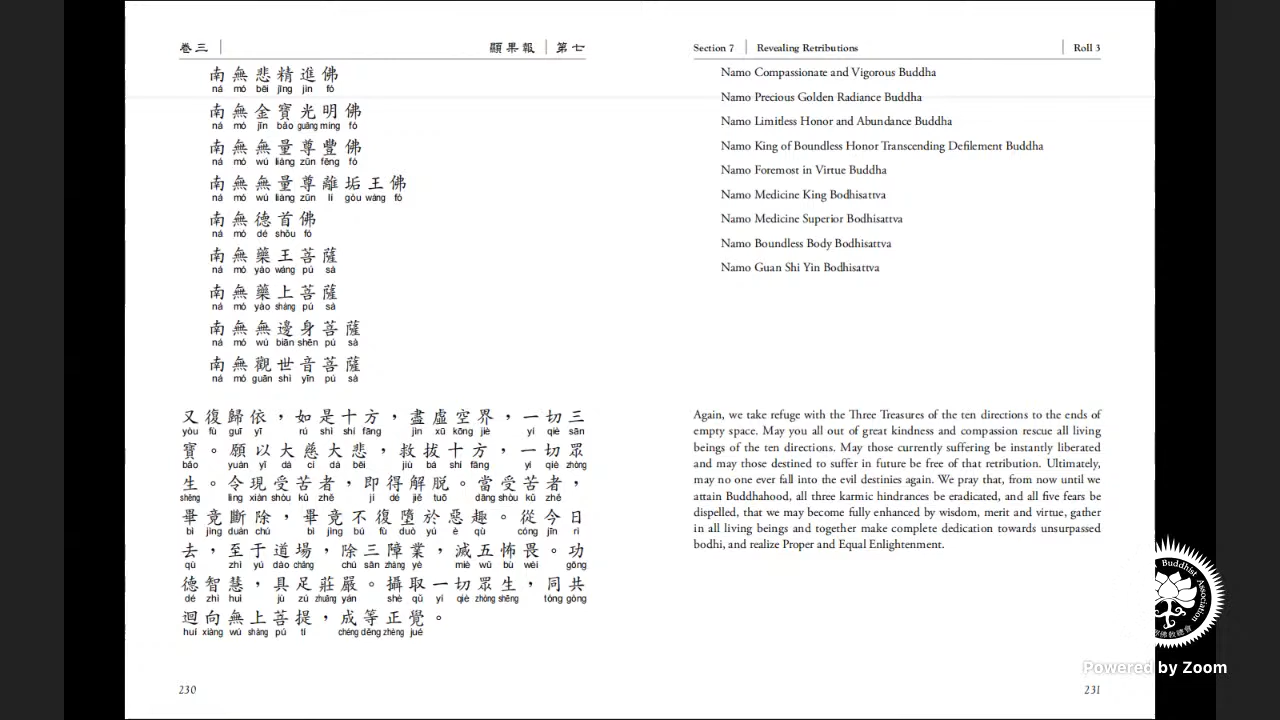 卷三
顯果報 第七
南無悲精進佛
ná mó bēi jīng jìn fó
南無金寶光明佛
ná mó jīn bǎo guāng míng fó
南無無量尊豐佛
ná mó wú liàng zūn fēng fó
南無無量尊離垢王佛
ná mó wú liàng zūn lí gòu wáng fó
南無德首佛
ná mó dé shǒu fó
南無藥王菩薩
ná mó yào wáng pú sà
南無藥上菩薩
ná mó yào shàng pú sà
南無無邊身菩薩
ná mó wú biān shēn pú sà
南無觀世音菩薩
ná mó guān shì yīn pú sà
又復歸依，如是十方，盡虛空界，一切三
yòu fù guī yī rú shì shí fāng jìn xū kōng jiè yí qiè sān
寶。願以大慈大悲，救拔十方，一切眾
bǎo yuàn yǐ dà cí dà bēi jiù bá shí fāng yí qiè zhòng
生。令現受苦者，即得解脫。當受苦者，
shēng lìng xiàn shòu kǔ zhě jí dé jiě tuō dāng shòu kǔ zhě
畢竟斷除，畢竟不復墮於惡趣。從今日
bì jìng duàn chú bì jìng bú fù duò yú è qù cóng jīn rì
去，至于道場，除三障業，滅五怖畏。功
qù zhì yú dào chǎng chú sān zhàng yè miè wǔ bù wèi gōng
德智慧，具足莊嚴。攝取一切眾生，同共
dé zhì huì jù zú zhuāng yán shè qǔ yí qiè zhòng shēng tóng gòng
迴向無上菩提，成等正覺。
huí xiàng wú shàng pú tí chéng děng zhèng jué
230
Section 7 Revealing Retributions Roll 3
Namo Compassionate and Vigorous Buddha
Namo Precious Golden Radiance Buddha
Namo Limitless Honor and Abundance Buddha
Namo King of Boundless Honor Transcending Defilement Buddha
Namo Foremost in Virtue Buddha
Namo Medicine King Bodhisattva
Namo Medicine Superior Bodhisattva
Namo Boundless Body Bodhisattva
Namo Guan Shi Yin Bodhisattva
Again, we take refuge with the Three Treasures of the ten directions to the ends of
empty space. May you all out of great kindness and compassion rescue all living
beings of the ten directions. May those currently suffering be instantly liberated
and may those destined to suffer in future be free of that retribution. Ultimately,
may no one ever fall into the evil destinies again. We pray that, from now until we
attain Buddhahood, all three karmic hindrances be eradicated, and all five fears be
dispelled, that we may become fully enhanced by wisdom, merit and virtue, gather
in all living beings and together make complete dedication towards unsurpassed
bodhi, and realize Proper and Equal Enlightenment.
231
Buddhist Association
Powered by Zoom